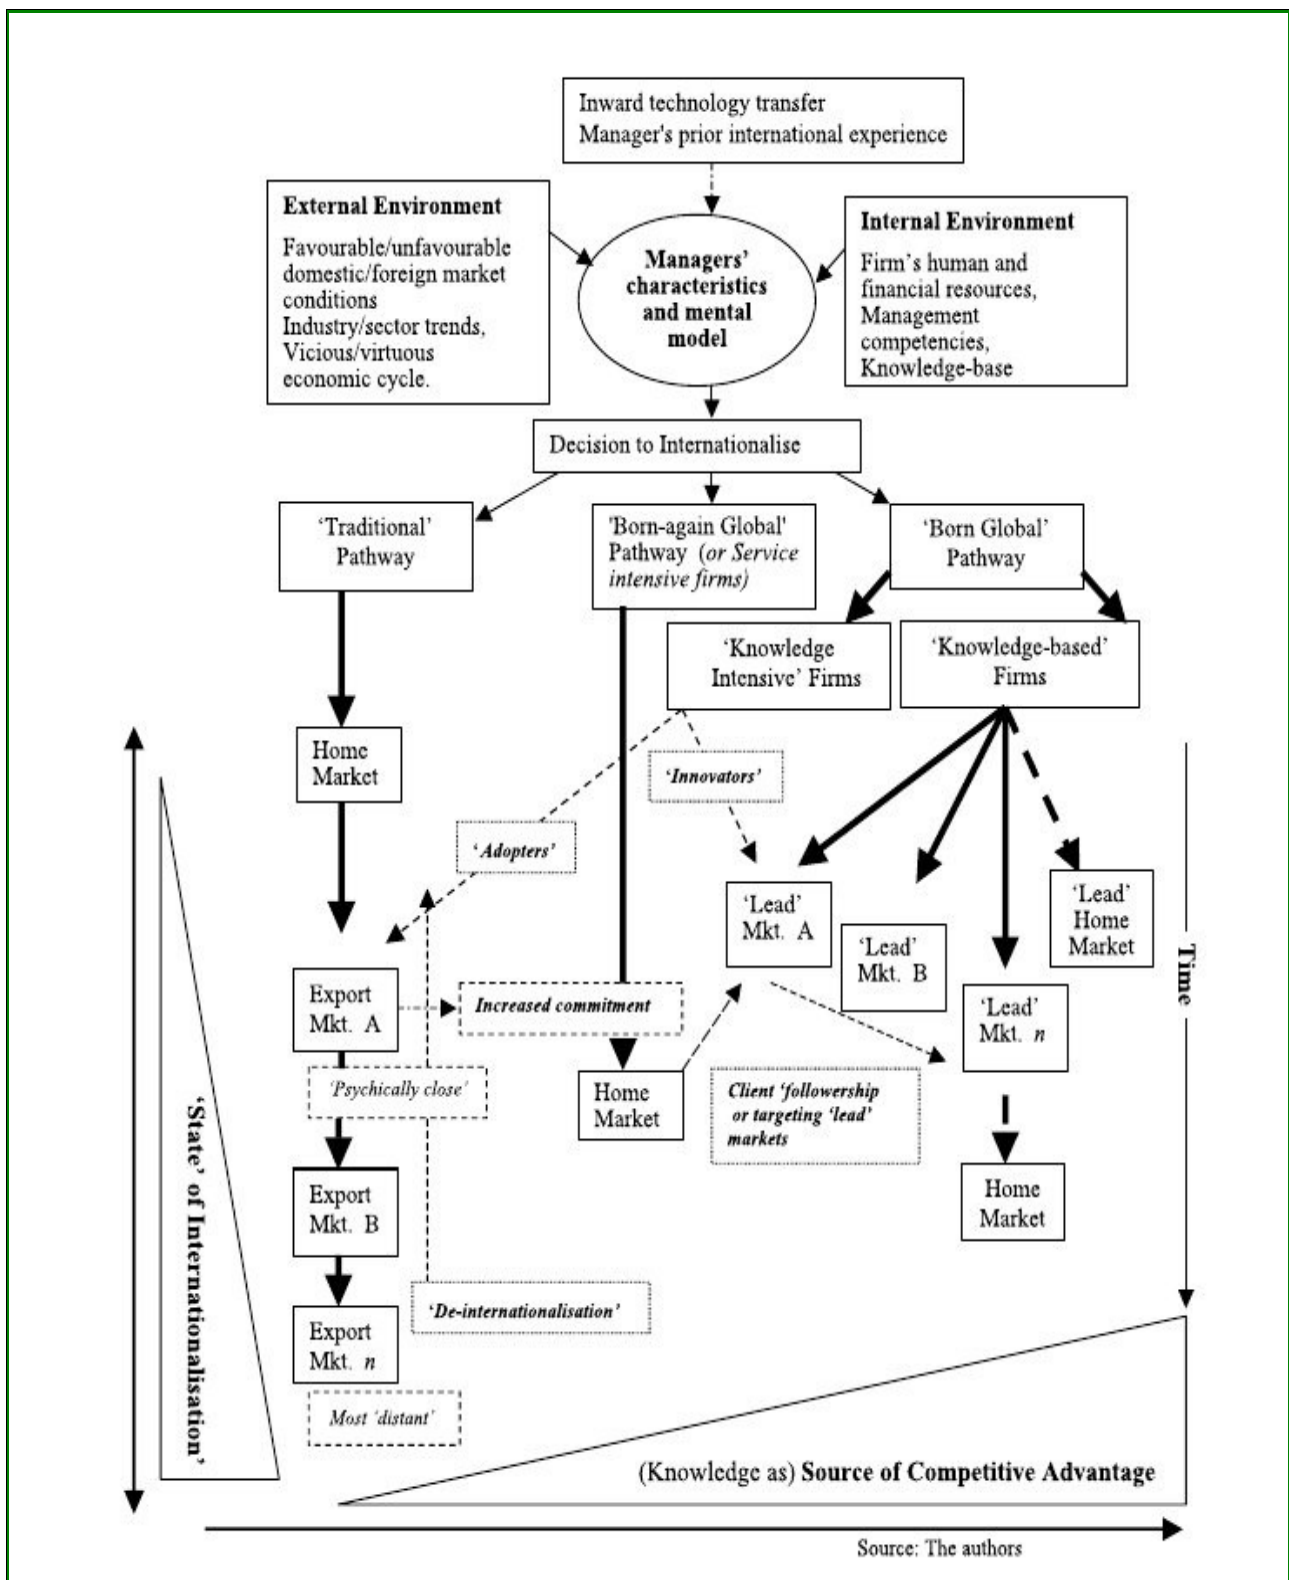 Inward technology transfer
Manager's prior international experience
External Environment
Favourable/unfavourable
domestic/foreign market
conditions
Industry/sector trends,
Vicious/virtuous
economic cycle.
Managers’
characteristics
and mental
model
Internal Environment
Firm’s human and
financial resources,
Management
competencies,
Knowledge-base
Decision to Internationalise
‘Traditional’
Pathway
'Born-again Global'
Pathway (or Service
intensive firms)
‘Born Global’
Pathway
‘Knowledge
Intensive’ Firms
‘Knowledge-based’
Firms
Home
Market
‘Innovators’
‘Adopters’
‘Lead’
Mkt. A
‘Lead’
Mkt. B
‘Lead’
Home
Market
‘Lead’
Mkt. n
Time
Export
Mkt. A
Increased commitment
‘Psychically close’
Home
Market
Client ‘followership
or targeting ‘lead’
markets
Home
Market
Export
Mkt. B
‘De-internationalisation’
Export
Mkt. n
Most ‘distant’
‘State’ of Internationalisation’
(Knowledge as) Source of Competitive Advantage
Source: The authors